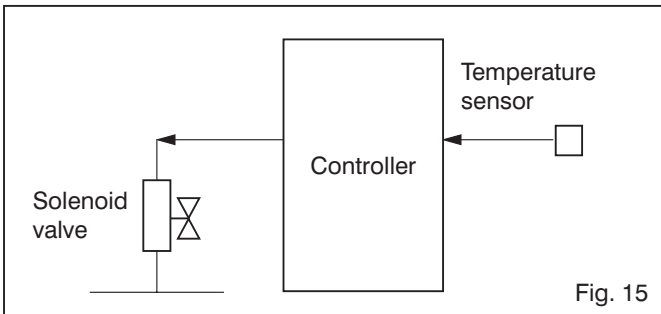 Temperature
sensor
Controller
Solenoid
valve
Fig. 15